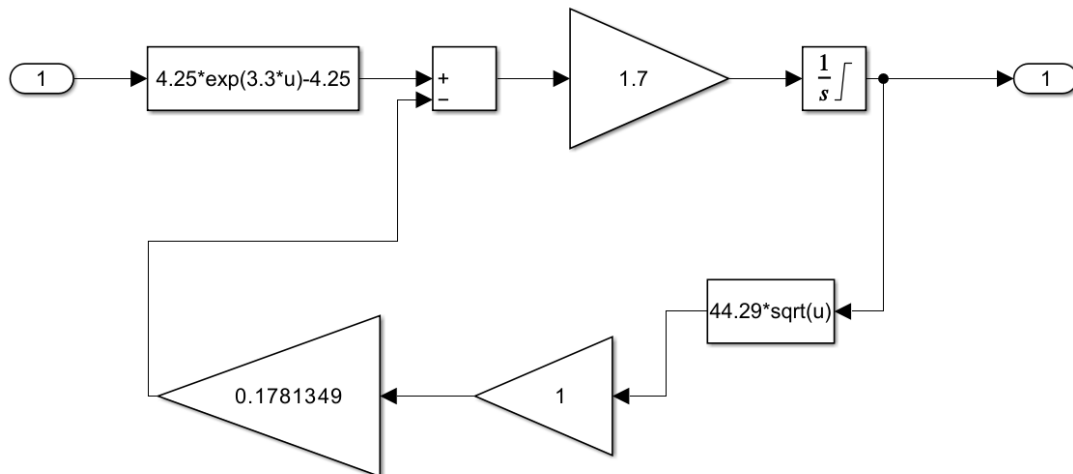 1
4.25*exp(3.3*u)-4.25
+
−
1.7
1
s
1
44.29*sqrt(u)
0.1781349
1